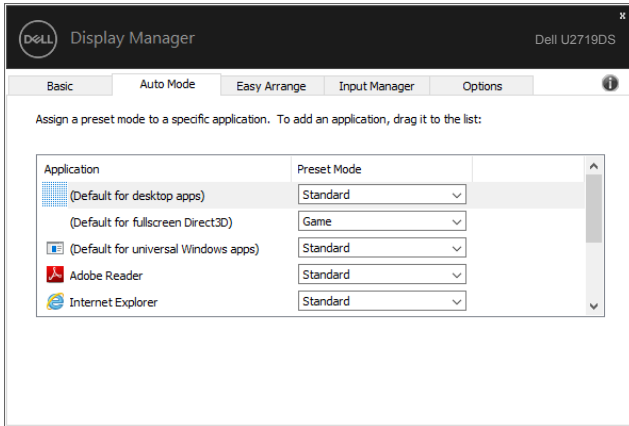 x
DELL Display Manager Dell U2719DS
Basic Auto Mode Easy Arrange Input Manager Options i
Assign a preset mode to a specific application. To add an application, drag it to the list:
Application Preset Mode
(Default for desktop apps) Standard
(Default for fullscreen Direct3D) Game
(Default for universal Windows apps) Standard
Adobe Reader Standard
Internet Explorer Standard